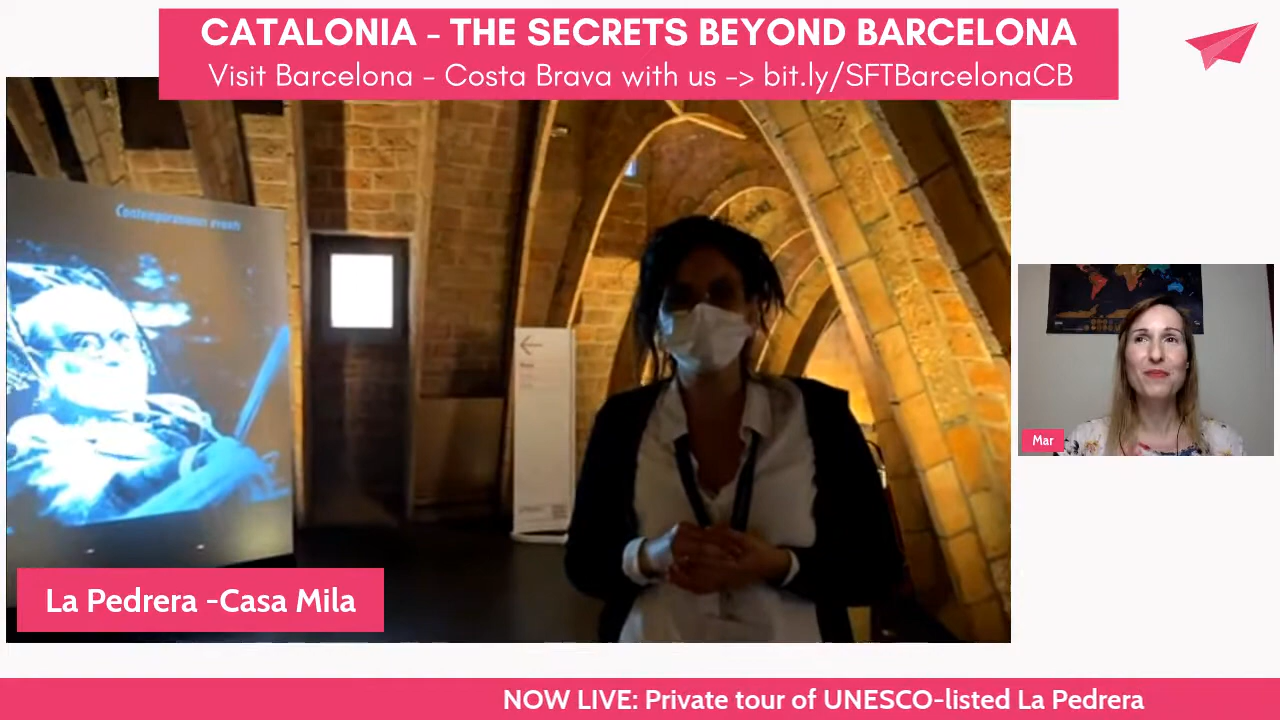 CATALONIA - THE SECRETS BEYOND BARCELONA
Visit Barcelona - Costa Brava with us -> bit.ly/SFTBarcelonaCB
Contemporaneous events
Mar
La Pedrera -Casa Mila
NOW LIVE: Private tour of UNESCO-listed La Pedrera